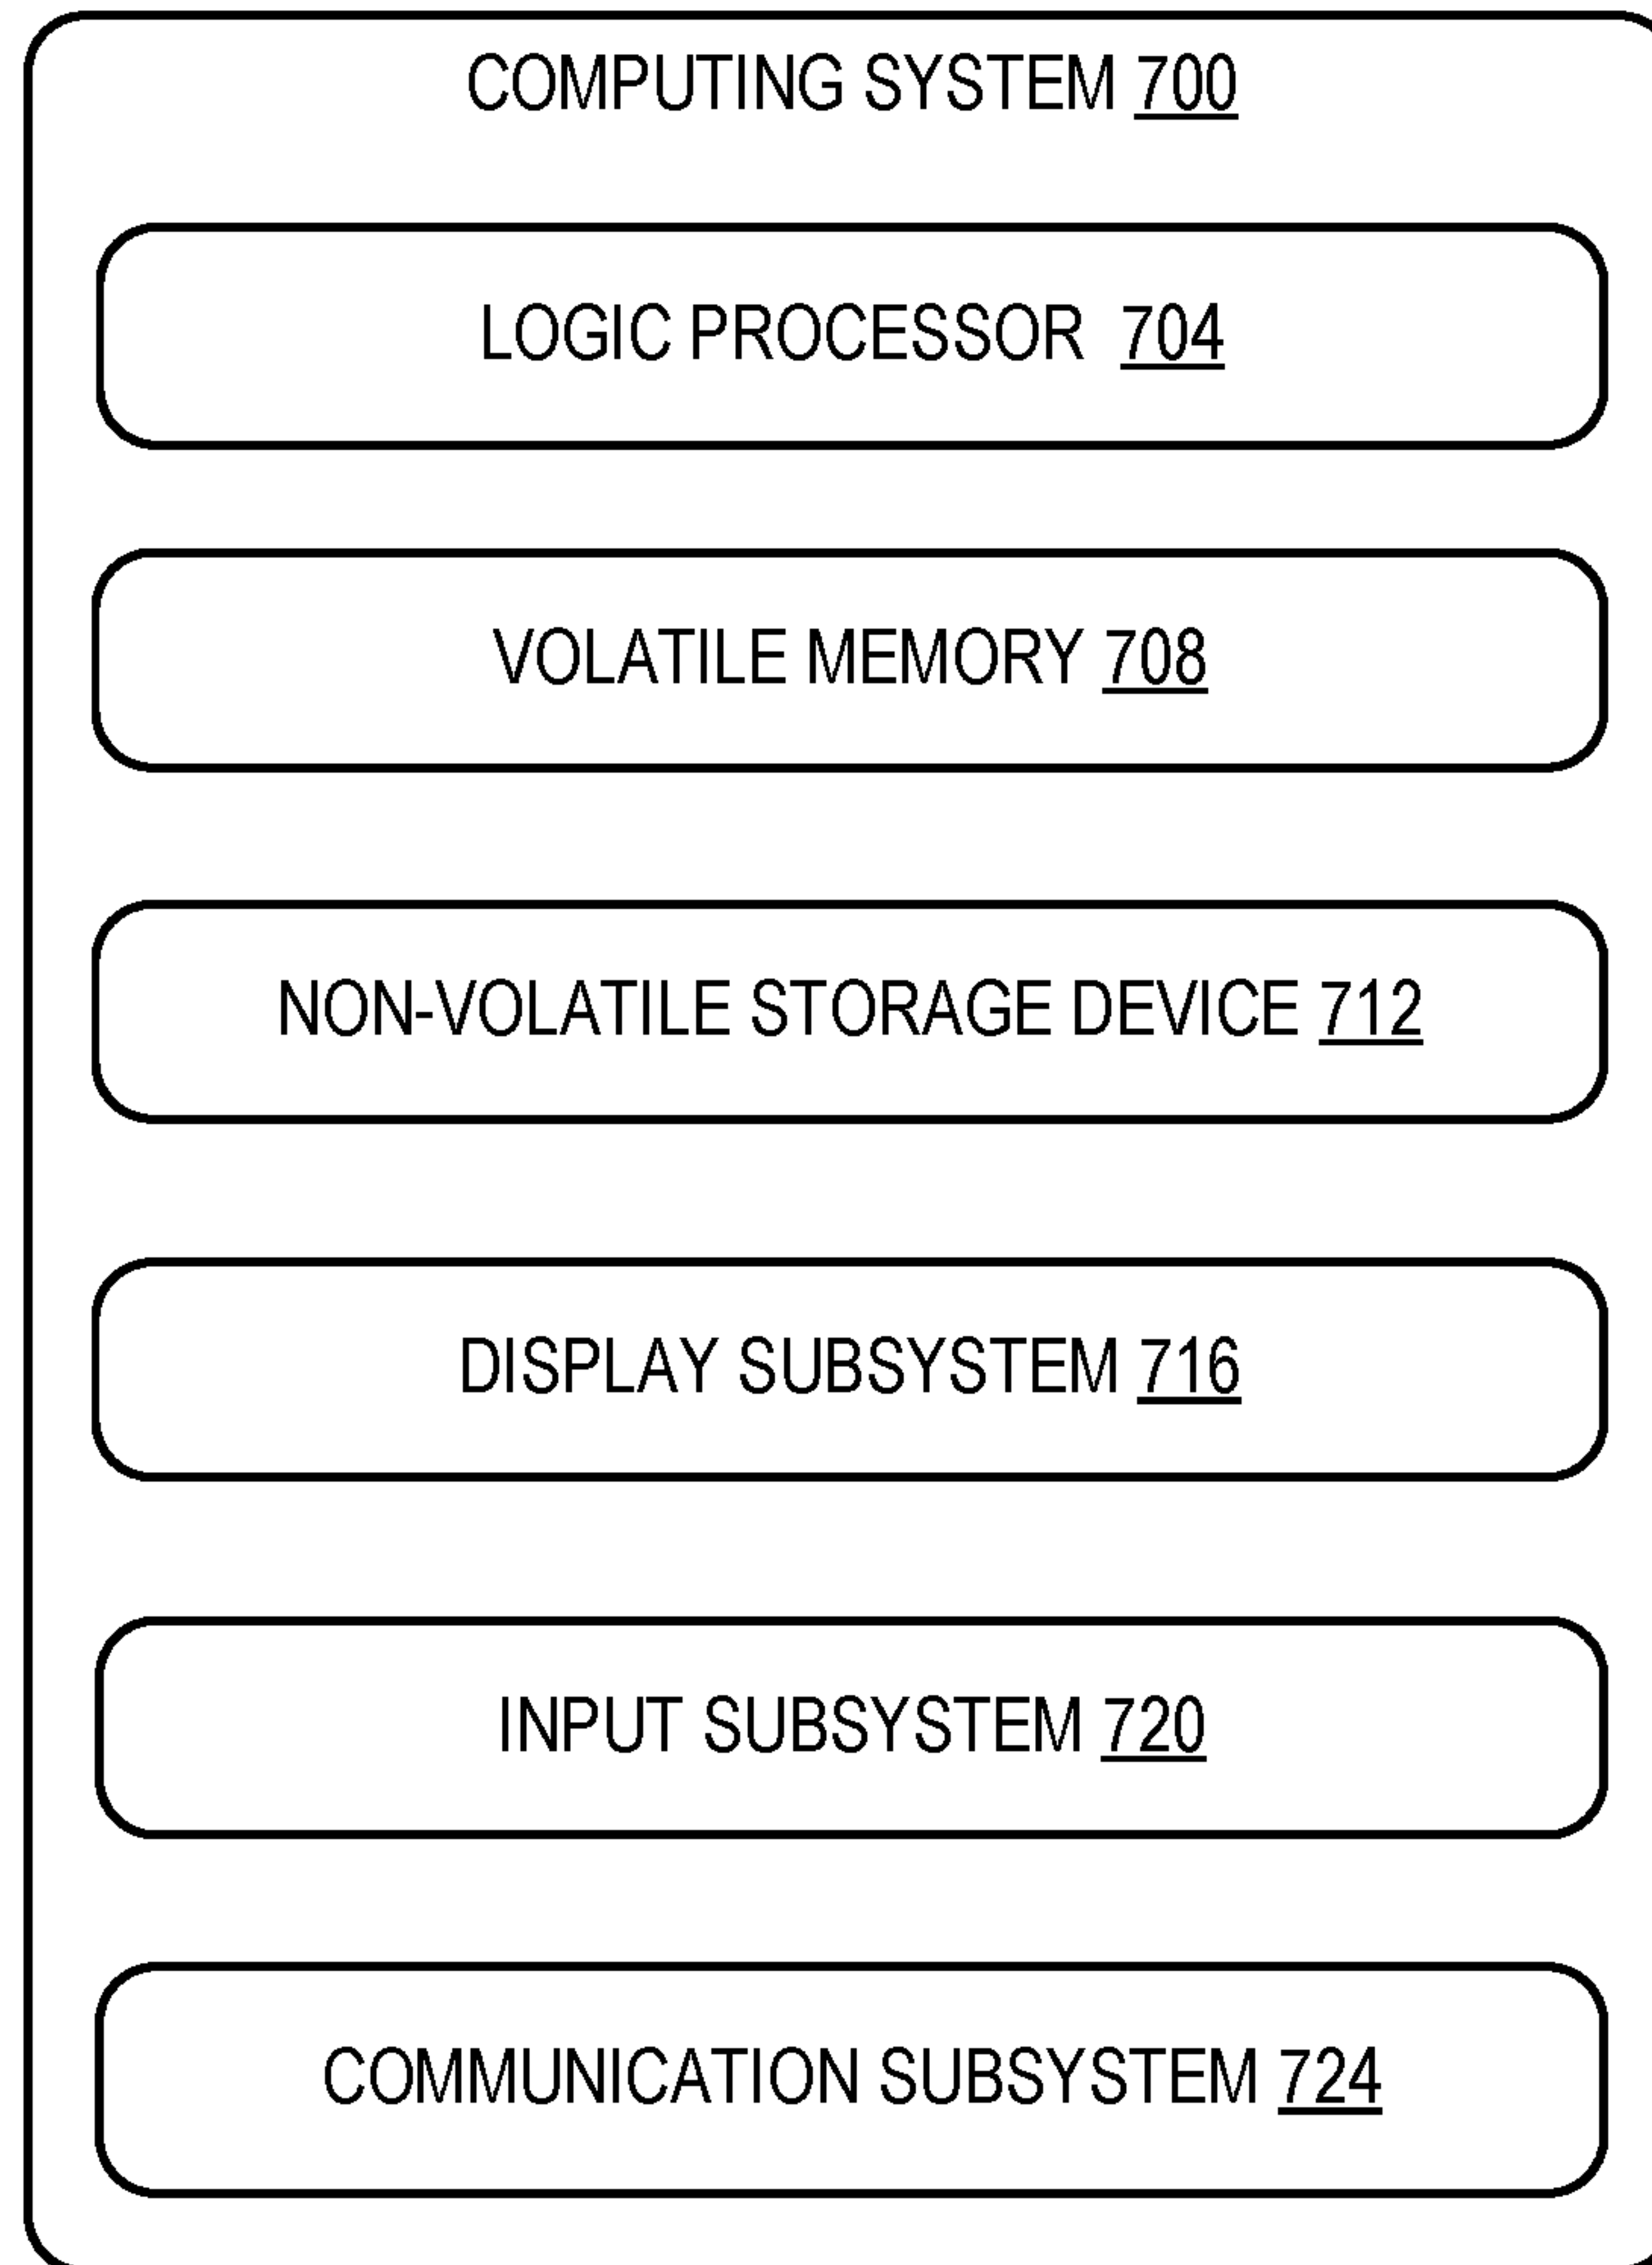 COMPUTING SYSTEM 700
LOGIC PROCESSOR 704
VOLATILE MEMORY 708
NON-VOLATILE STORAGE DEVICE 712
DISPLAY SUBSYSTEM 716
INPUT SUBSYSTEM 720
COMMUNICATION SUBSYSTEM 724